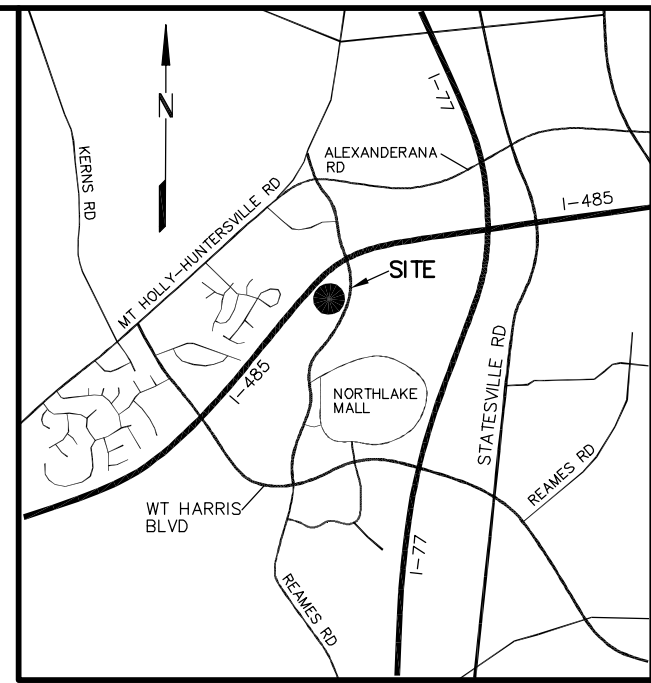 N
KERNS RD
I-77
ALEXANDERANA
RD
MT HOLLY-HUNTERSVILLE RD
I-485
SITE
I-485
NORTHLAKE
MALL
STATESVILLE RD
REAMES RD
WT HARRIS
BLVD
I-77
REAMES RD